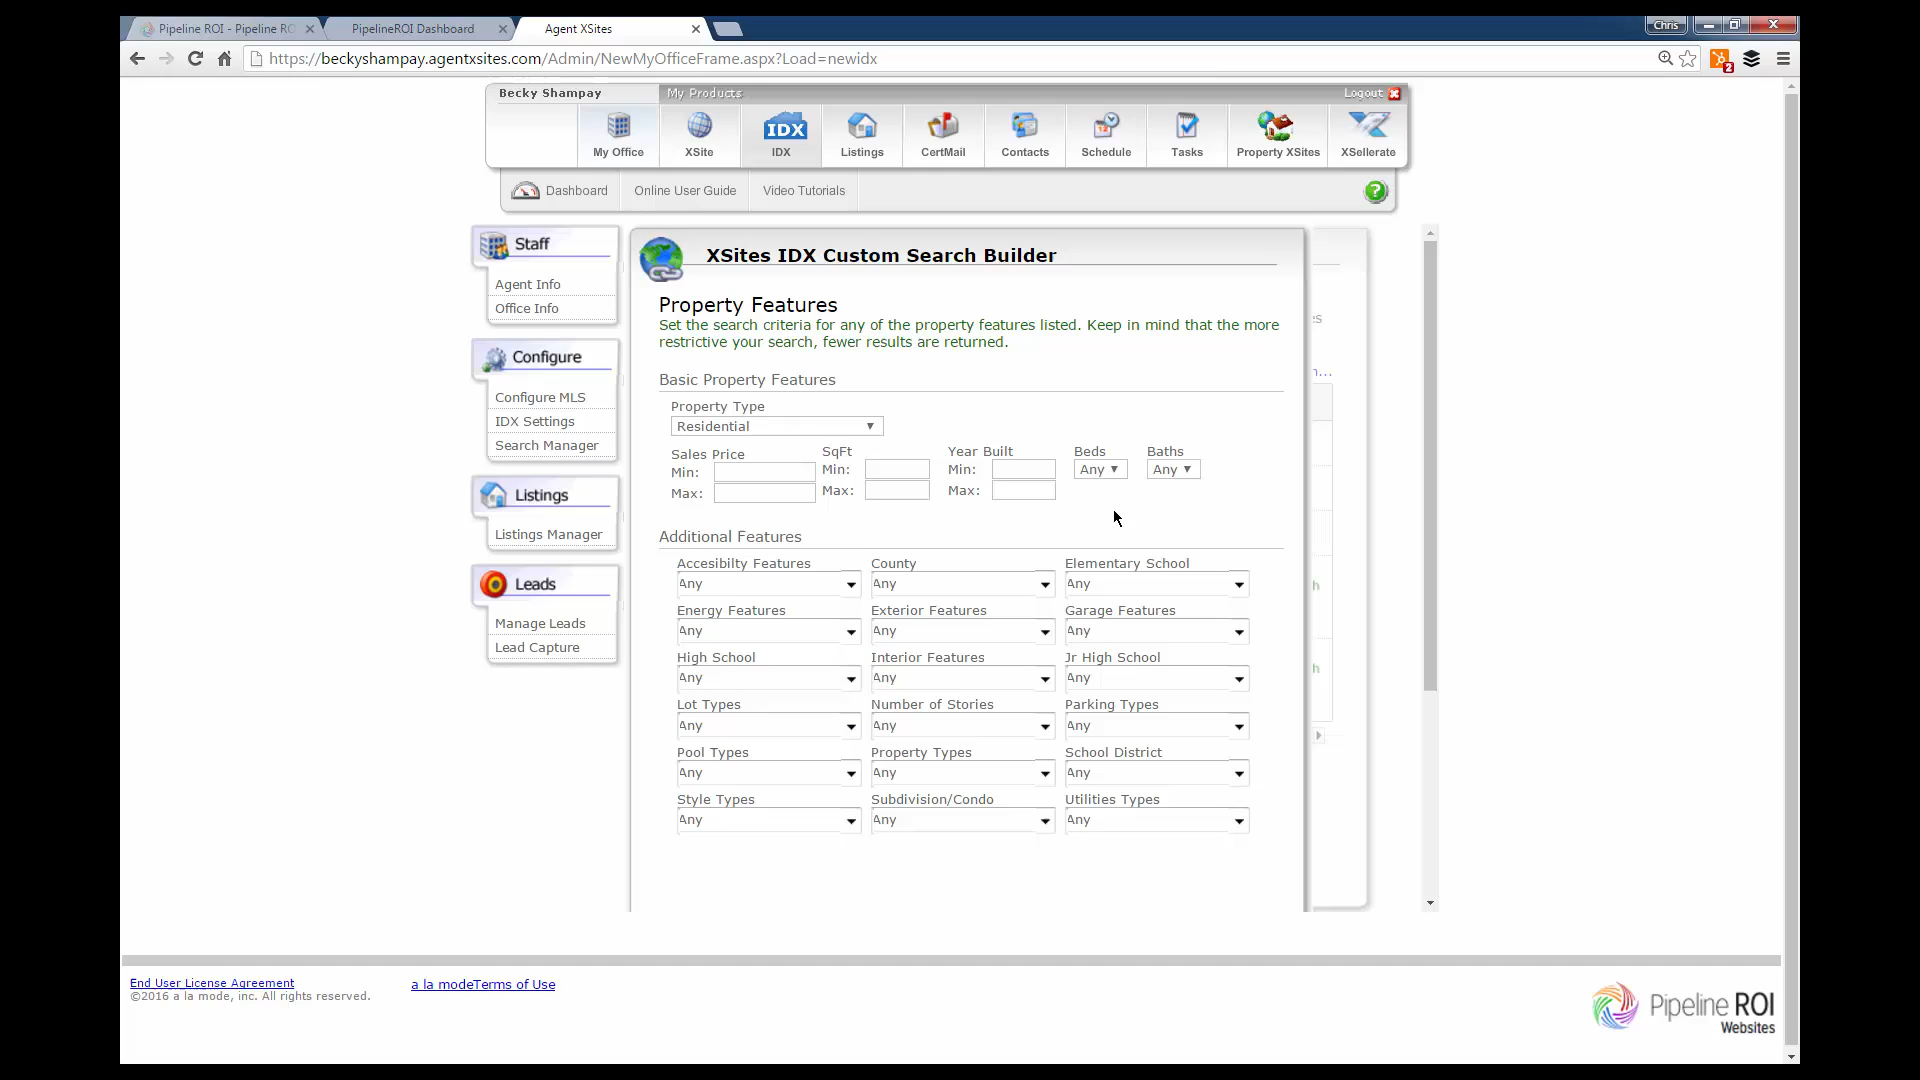 Pipeline ROI - Pipeline RO
PipelineROI Dashboard
Agent XSites
Chris
https://beckyshampay.agentxsites.com/Admin/NewMyOfficeFrame.aspx?Load=newidx
2
Becky Shampay
My Products
Logout
IDX
My Office
XSite
IDX
Listings
CertMail
Contacts
Schedule
Tasks
Property XSites
XSellerate
Dashboard
Online User Guide
Video Tutorials
?
Staff
Agent Info
Office Info
Configure
Configure MLS
IDX Settings
Search Manager
Listings
Listings Manager
Leads
Manage Leads
Lead Capture
XSites IDX Custom Search Builder
Property Features
Set the search criteria for any of the property features listed. Keep in mind that the more
restrictive your search, fewer results are returned.
Basic Property Features
Property Type
Residential
Sales Price
SqFt
Year Built
Beds
Baths
Min:
Min:
Min:
Any
Any
Max:
Max:
Max:
Additional Features
Accesibilty Features
County
Elementary School
Any
Any
Any
Energy Features
Exterior Features
Garage Features
Any
Any
Any
High School
Interior Features
Jr High School
Any
Any
Any
Lot Types
Number of Stories
Parking Types
Any
Any
Any
Pool Types
Property Types
School District
Any
Any
Any
Style Types
Subdivision/Condo
Utilities Types
Any
Any
Any
End User License Agreement
©2016 a la mode, inc. All rights reserved.
a la modeTerms of Use
Pipeline ROI
Websites